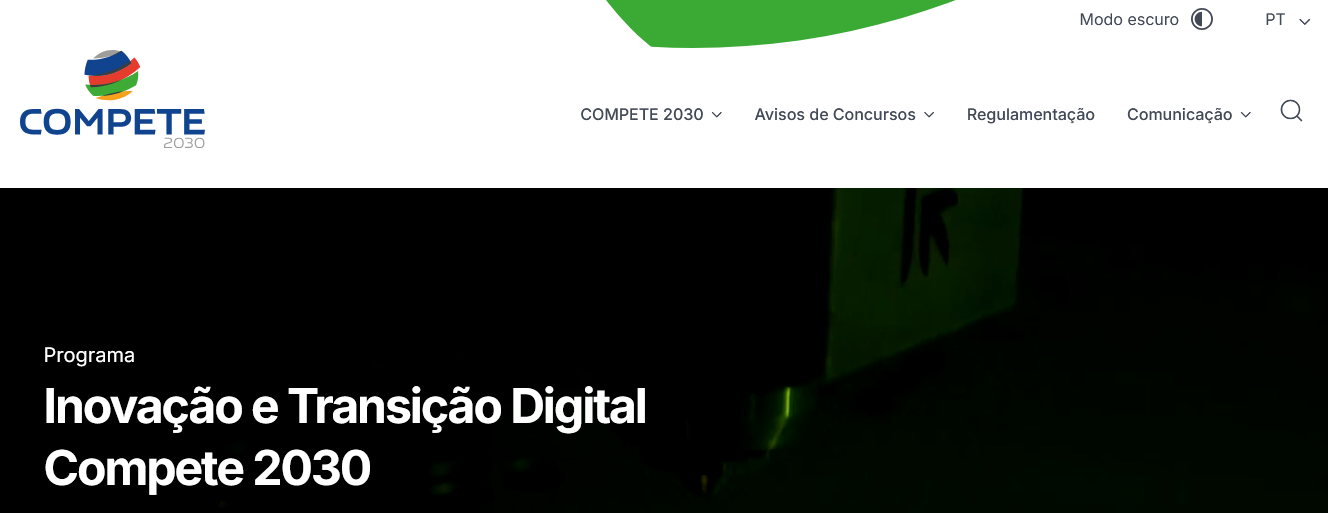 Modo escuro
PT
COMPETE
2030
COMPETE 2030
Avisos de Concursos
Regulamentação
Comunicação
Programa
Inovação e Transição Digital
Compete 2030